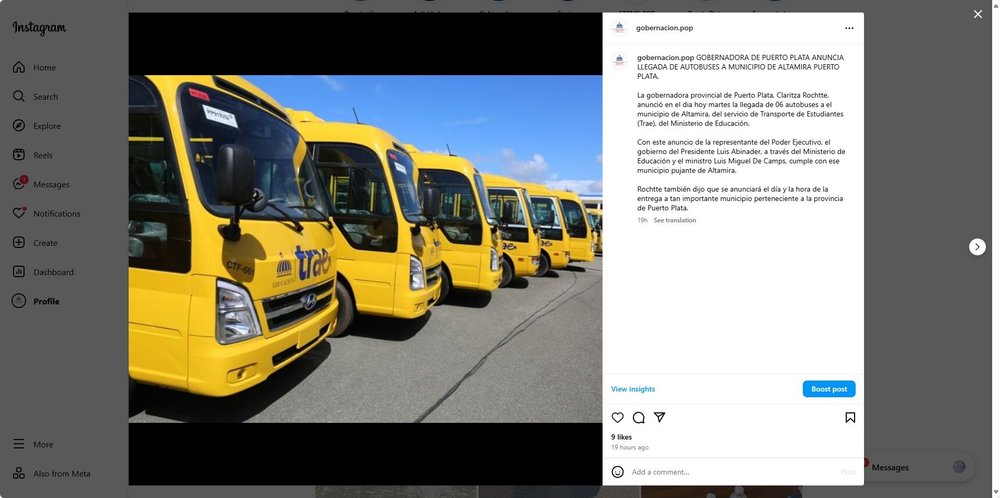 Instagram
Home
Search
Explore
Reels
1
Messages
Notifications
Create
Dashboard
Profile
More
Also from Meta
PP919352
CTF-661
trae
EDUCACIÓN
gobernacion.pop
gobernacion.pop GOBERNADORA DE PUERTO PLATA ANUNCIA
LLEGADA DE AUTOBUSES A MUNICIPIO DE ALTAMIRA PUERTO
PLATA.
La gobernadora provincial de Puerto Plata, Claritza Rochtte,
anunció en el dia hoy martes la llegada de 06 autobuses a el
municipio de Altamira, del servicio de Transporte de Estudiantes
(Trae), del Ministerio de Educación.
Con este anuncio de la representante del Poder Ejecutivo, el
gobierno del Presidente Luis Abinader, a través del Ministerio de
Educación y el ministro Luis Miguel De Camps, cumple con ese
municipio pujante de Altamira.
Rochtte también dijo que se anunciará el día y la hora de la
entrega a tan importante municipio perteneciente a la provincia
de Puerto Plata.
19h See translation
View insights
Boost post
9 likes
19 hours ago
Add a comment...
Post
Messages